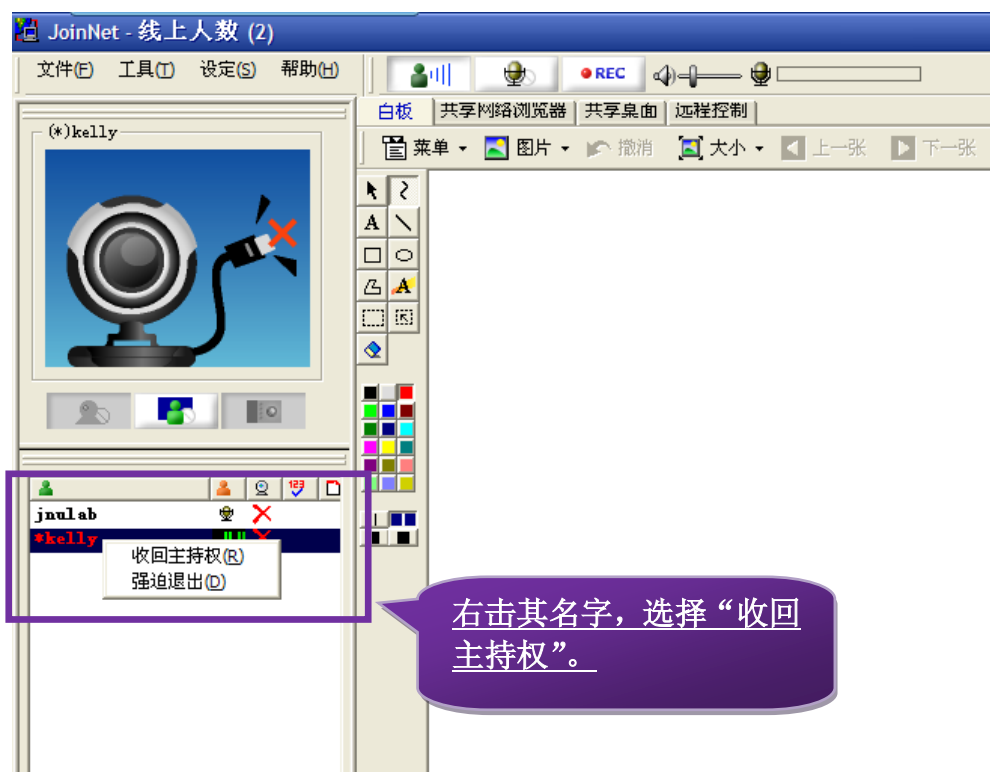 JoinNet - 线上人数 (2)
文件(F) 工具(T) 设定(S) 帮助(H)
REC
白板 共享网络浏览器 共享桌面 远程控制
(*)kelly
菜单 图片 撤消 大小 上一张 下一张
A
A
123
jnulab
*kelly
收回主持权(R)
强迫退出(D)
右击其名字，选择“收回
主持权”。